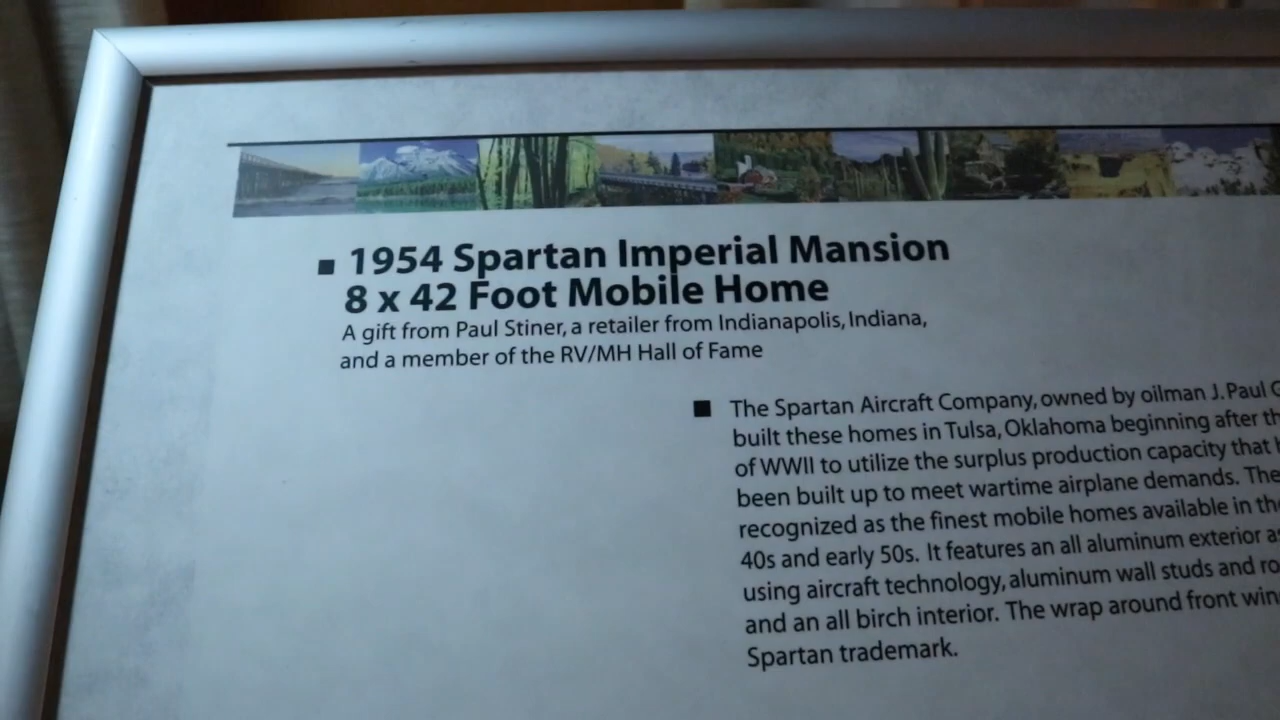 1954 Spartan Imperial Mansion
8 x 42 Foot Mobile Home
A gift from Paul Stiner, a retailer from Indianapolis, Indiana,
and a member of the RV/MH Hall of Fame
The Spartan Aircraft Company, owned by oilman J. Paul
built these homes in Tulsa, Oklahoma beginning after
of WWII to utilize the surplus production capacity that
been built up to meet wartime airplane demands. The
recognized as the finest mobile homes available in the
40s and early 50s. It features an all aluminum exterior
using aircraft technology, aluminum wall studs and
and an all birch interior. The wrap around front
Spartan trademark.